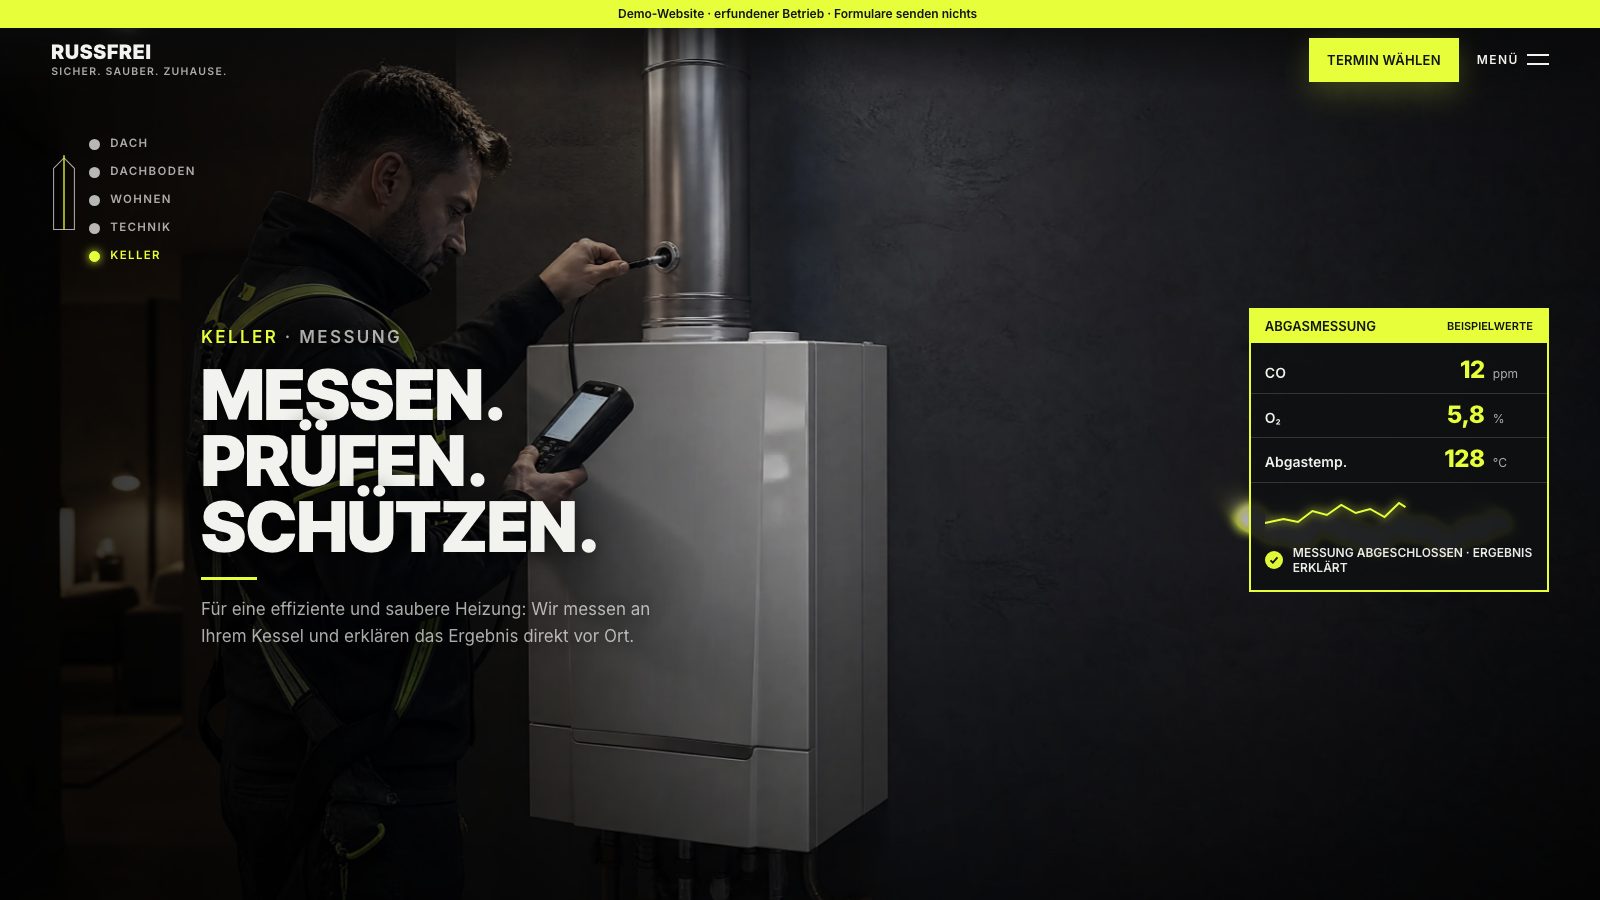 Demo-Website · erfundener Betrieb · Formulare senden nichts
RUSSFREI
SICHER. SAUBER. ZUHAUSE.
TERMIN WÄHLEN
MENÜ
DACH
DACHBODEN
WOHNEN
TECHNIK
KELLER
KELLER · MESSUNG
MESSEN.
PRÜFEN.
SCHÜTZEN.
Für eine effiziente und saubere Heizung: Wir messen an
Ihrem Kessel und erklären das Ergebnis direkt vor Ort.
ABGASMESSUNG BEISPIELWERTE
CO 12 ppm
O₂ 5,8 %
Abgastemp. 128 °C
MESSUNG ABGESCHLOSSEN · ERGEBNIS
ERKLÄRT